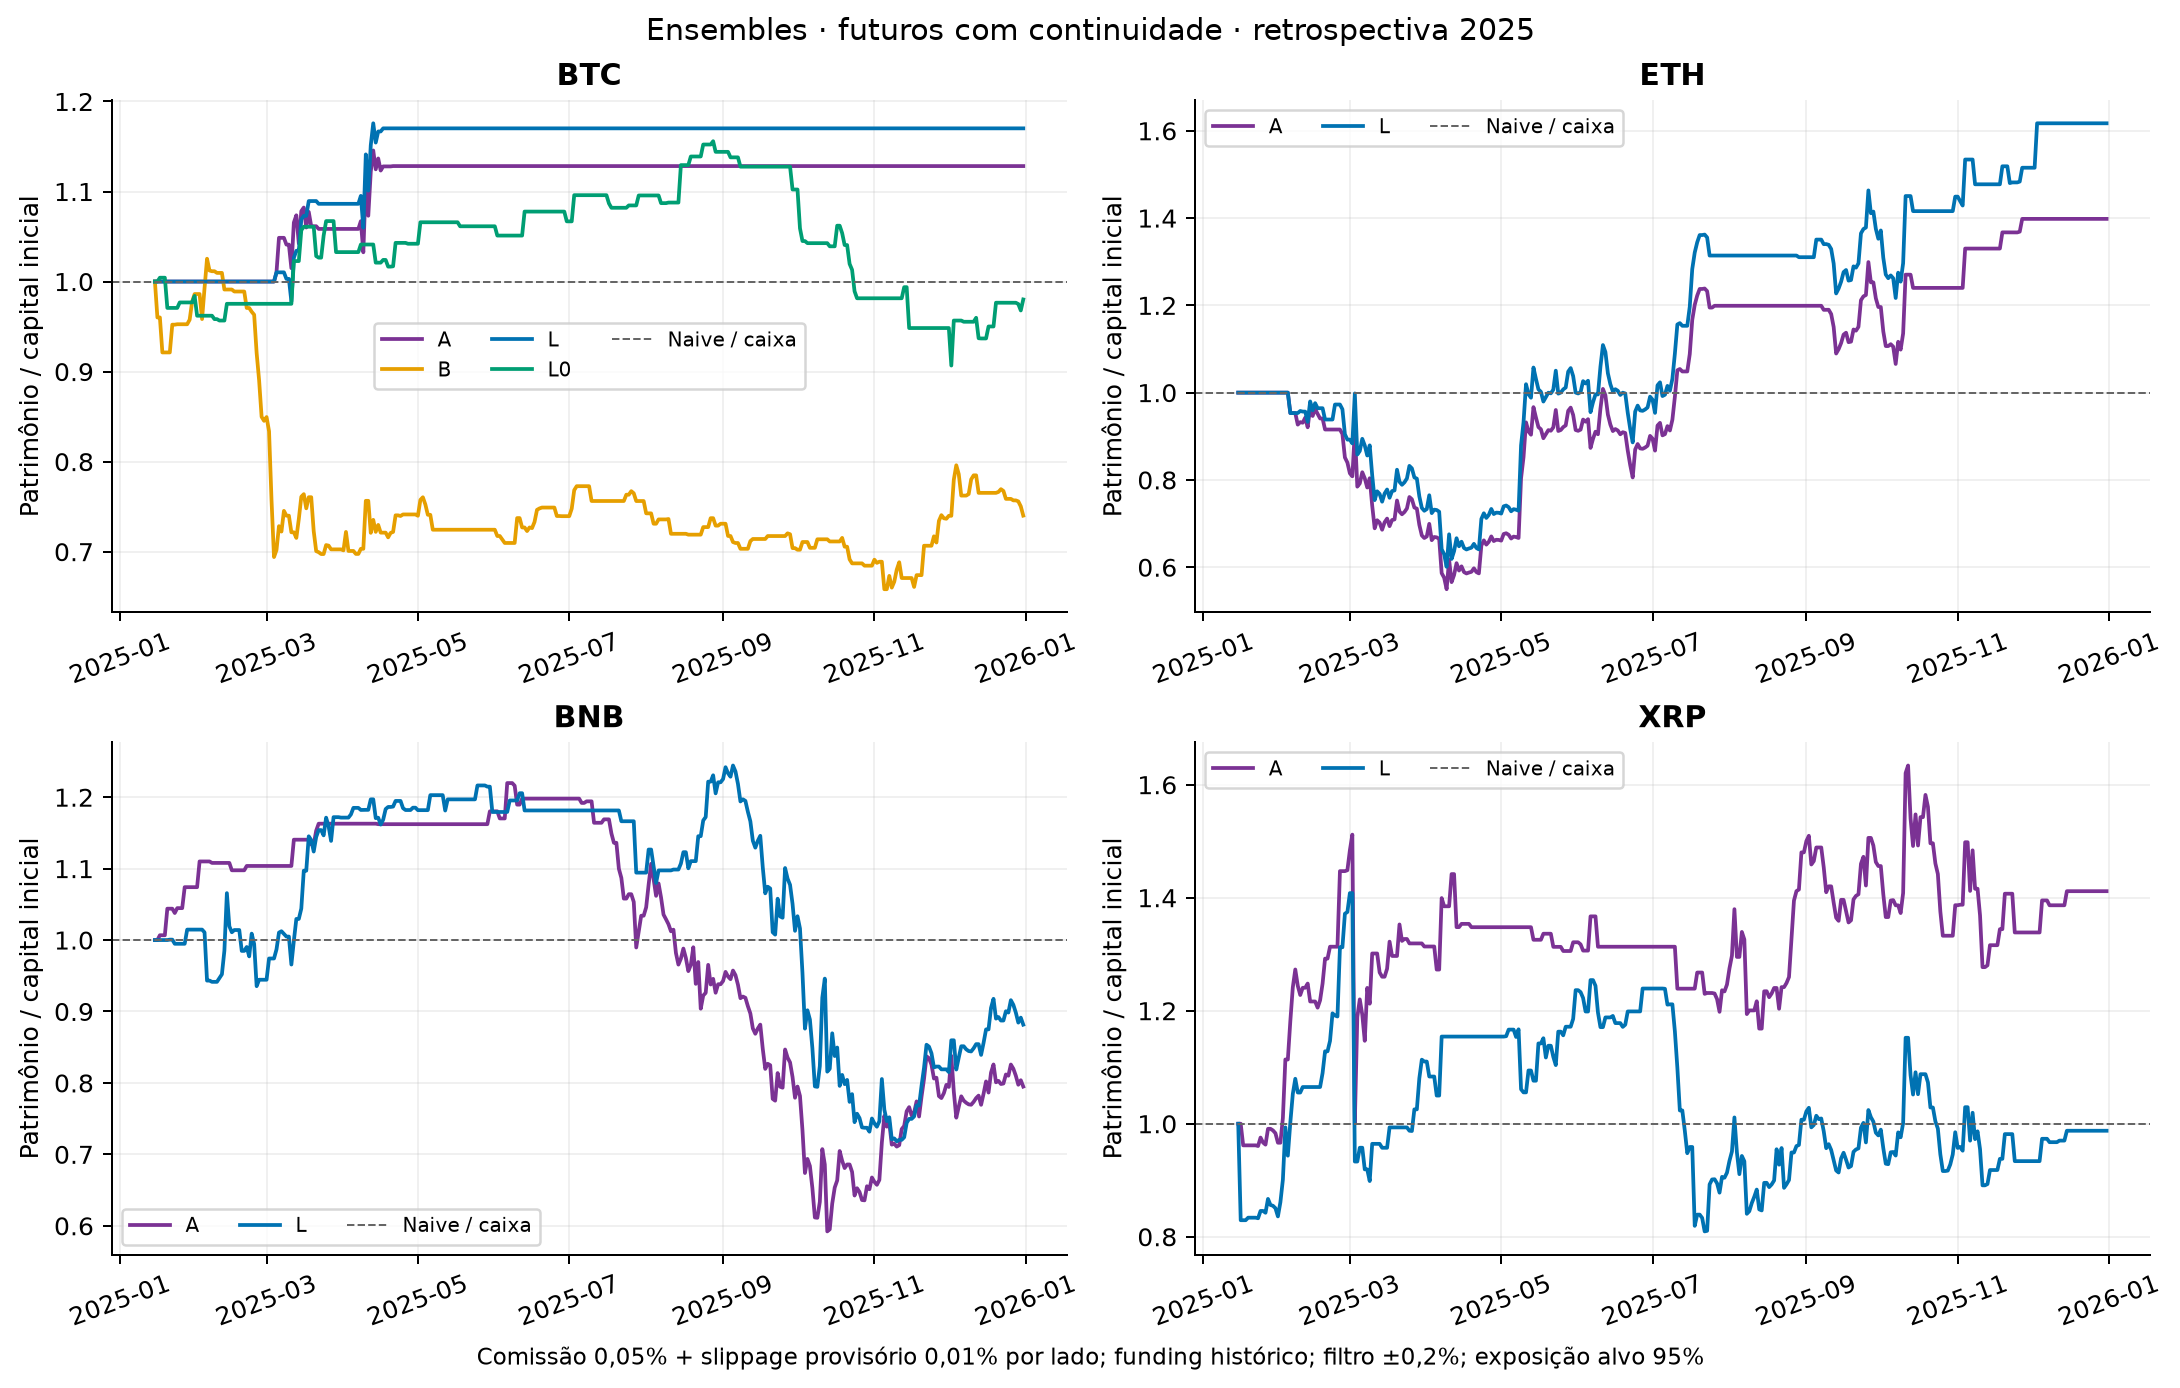 Ensembles · futuros com continuidade · retrospectiva 2025
BTC
Patrimônio / capital inicial
1.2
1.1
1.0
0.9
0.8
0.7
A
L
Naive / caixa
B
L0
2025-01
2025-03
2025-05
2025-07
2025-09
2025-11
2026-01
ETH
Patrimônio / capital inicial
1.6
1.4
1.2
1.0
0.8
0.6
A
L
Naive / caixa
2025-01
2025-03
2025-05
2025-07
2025-09
2025-11
2026-01
BNB
Patrimônio / capital inicial
1.2
1.1
1.0
0.9
0.8
0.7
0.6
A
L
Naive / caixa
2025-01
2025-03
2025-05
2025-07
2025-09
2025-11
2026-01
XRP
Patrimônio / capital inicial
1.6
1.4
1.2
1.0
0.8
A
L
Naive / caixa
2025-01
2025-03
2025-05
2025-07
2025-09
2025-11
2026-01
Comissão 0,05% + slippage provisório 0,01% por lado; funding histórico; filtro ±0,2%; exposição alvo 95%